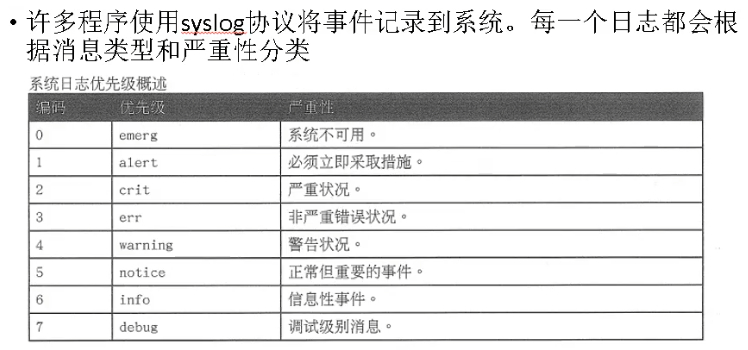 • 许多程序使用syslog协议将事件记录到系统。每一个日志都会根
据消息类型和严重性分类
系统日志优先级概述
编码 优先级 严重性
0 emerg 系统不可用。
1 alert 必须立即采取措施。
2 crit 严重状况。
3 err 非严重错误状况。
4 warning 警告状况。
5 notice 正常但重要的事件。
6 info 信息性事件。
7 debug 调试级别消息。